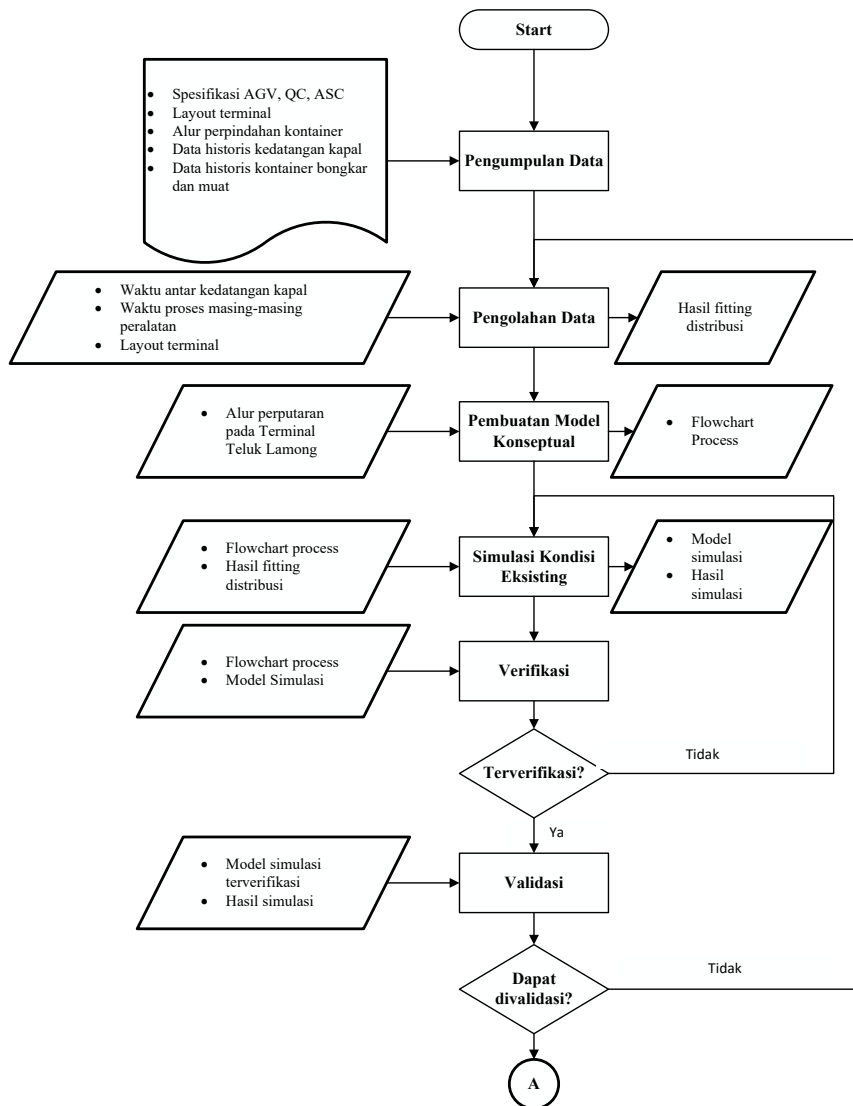 Start
• Spesifikasi AGV, QC, ASC
• Layout terminal
• Alur perpindahan kontainer
• Data historis kedatangan kapal
• Data historis kontainer bongkar
dan muat
Pengumpulan Data
• Waktu antar kedatangan kapal
• Waktu proses masing-masing
peralatan
• Layout terminal
Pengolahan Data
Hasil fitting
distribusi
• Alur perputaran
pada Terminal
Teluk Lamong
Pembuatan Model
Konseptual
• Flowchart
Process
• Flowchart process
• Hasil fitting
distribusi
Simulasi Kondisi
Eksisting
• Model
simulasi
• Hasil
simulasi
• Flowchart process
• Model Simulasi
Verifikasi
Terverifikasi?
Tidak
Ya
• Model simulasi
terverifikasi
• Hasil simulasi
Validasi
Dapat
divalidasi?
Tidak
A